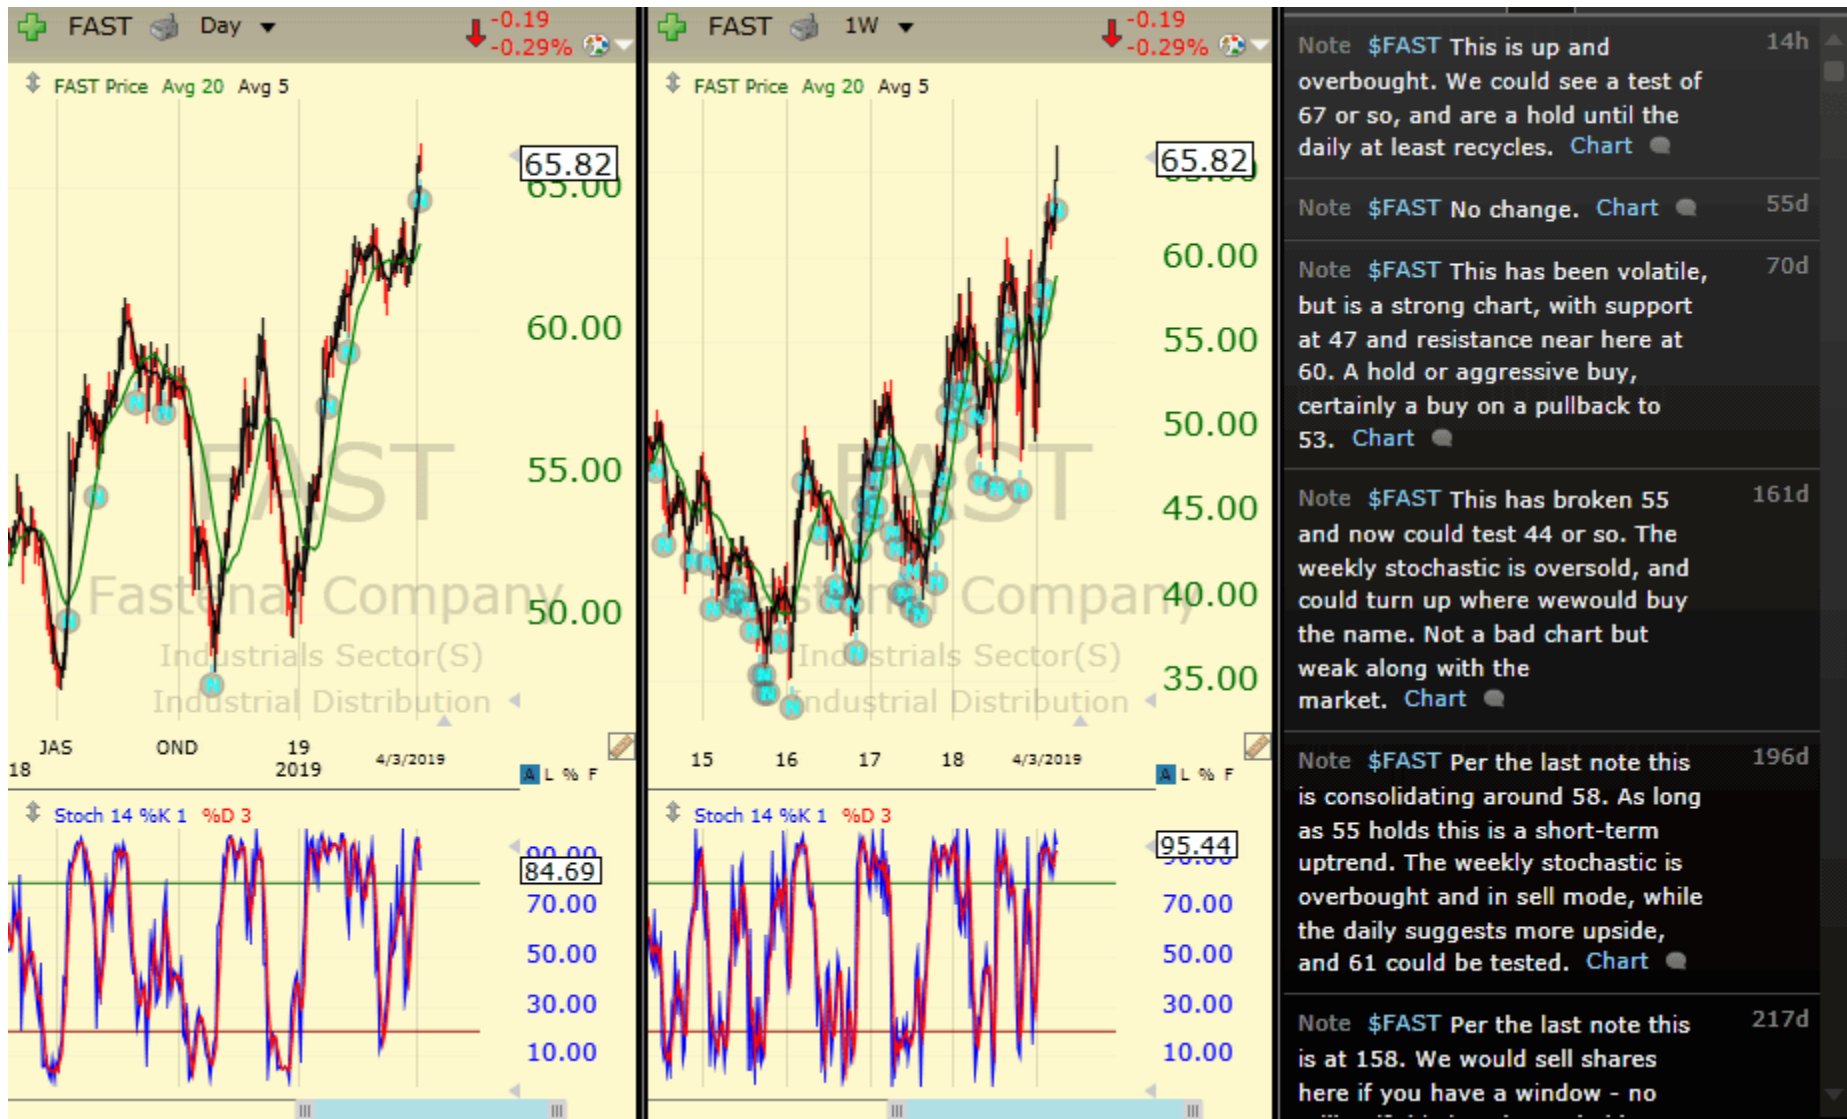 FAST Day -0.19
-0.29%
FAST Price Avg 20 Avg 5
65.82
65.00
60.00
55.00
50.00
FAST
Fastenal Company
Industrials Sector(S)
Industrial Distribution
JAS OND 19 4/3/2019
18 2019
A L % F
Stoch 14 %K 1 %D 3
90.00
84.69
70.00
50.00
30.00
10.00
FAST 1W -0.19
-0.29%
FAST Price Avg 20 Avg 5
65.82
60.00
55.00
50.00
45.00
40.00
35.00
FAST
Fastenal Company
Industrials Sector(S)
Industrial Distribution
15 16 17 18 4/3/2019
A L % F
Stoch 14 %K 1 %D 3
95.44
90.00
70.00
50.00
30.00
10.00
Note $FAST This is up and 14h
overbought. We could see a test of
67 or so, and are a hold until the
daily at least recycles. Chart
Note $FAST No change. Chart 55d
Note $FAST This has been volatile, 70d
but is a strong chart, with support
at 47 and resistance near here at
60. A hold or aggressive buy,
certainly a buy on a pullback to
53. Chart
Note $FAST This has broken 55 161d
and now could test 44 or so. The
weekly stochastic is oversold, and
could turn up where wewould buy
the name. Not a bad chart but
weak along with the
market. Chart
Note $FAST Per the last note this 196d
is consolidating around 58. As long
as 55 holds this is a short-term
uptrend. The weekly stochastic is
overbought and in sell mode, while
the daily suggests more upside,
and 61 could be tested. Chart
Note $FAST Per the last note this 217d
is at 158. We would sell shares
here if you have a window - no